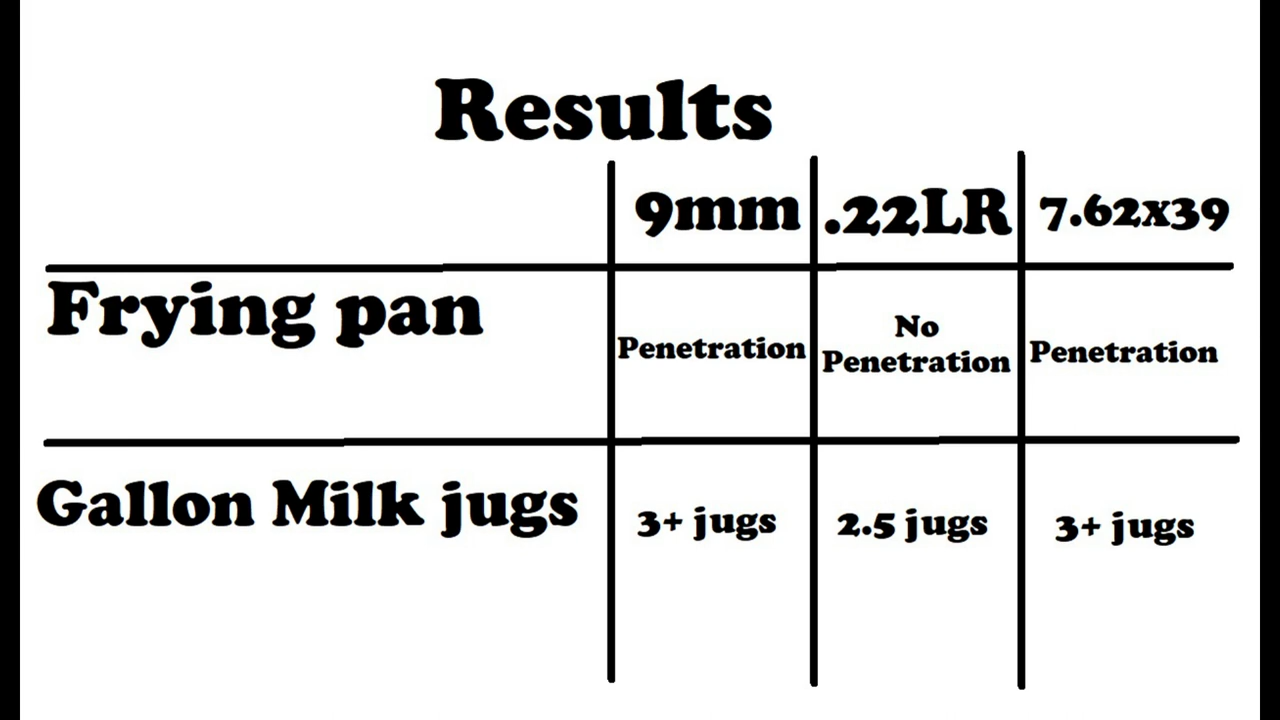 Results
9mm .22LR 7.62x39
Frying pan
Penetration
No
Penetration
Penetration
Gallon Milk jugs
3+ jugs 2.5 jugs 3+ jugs